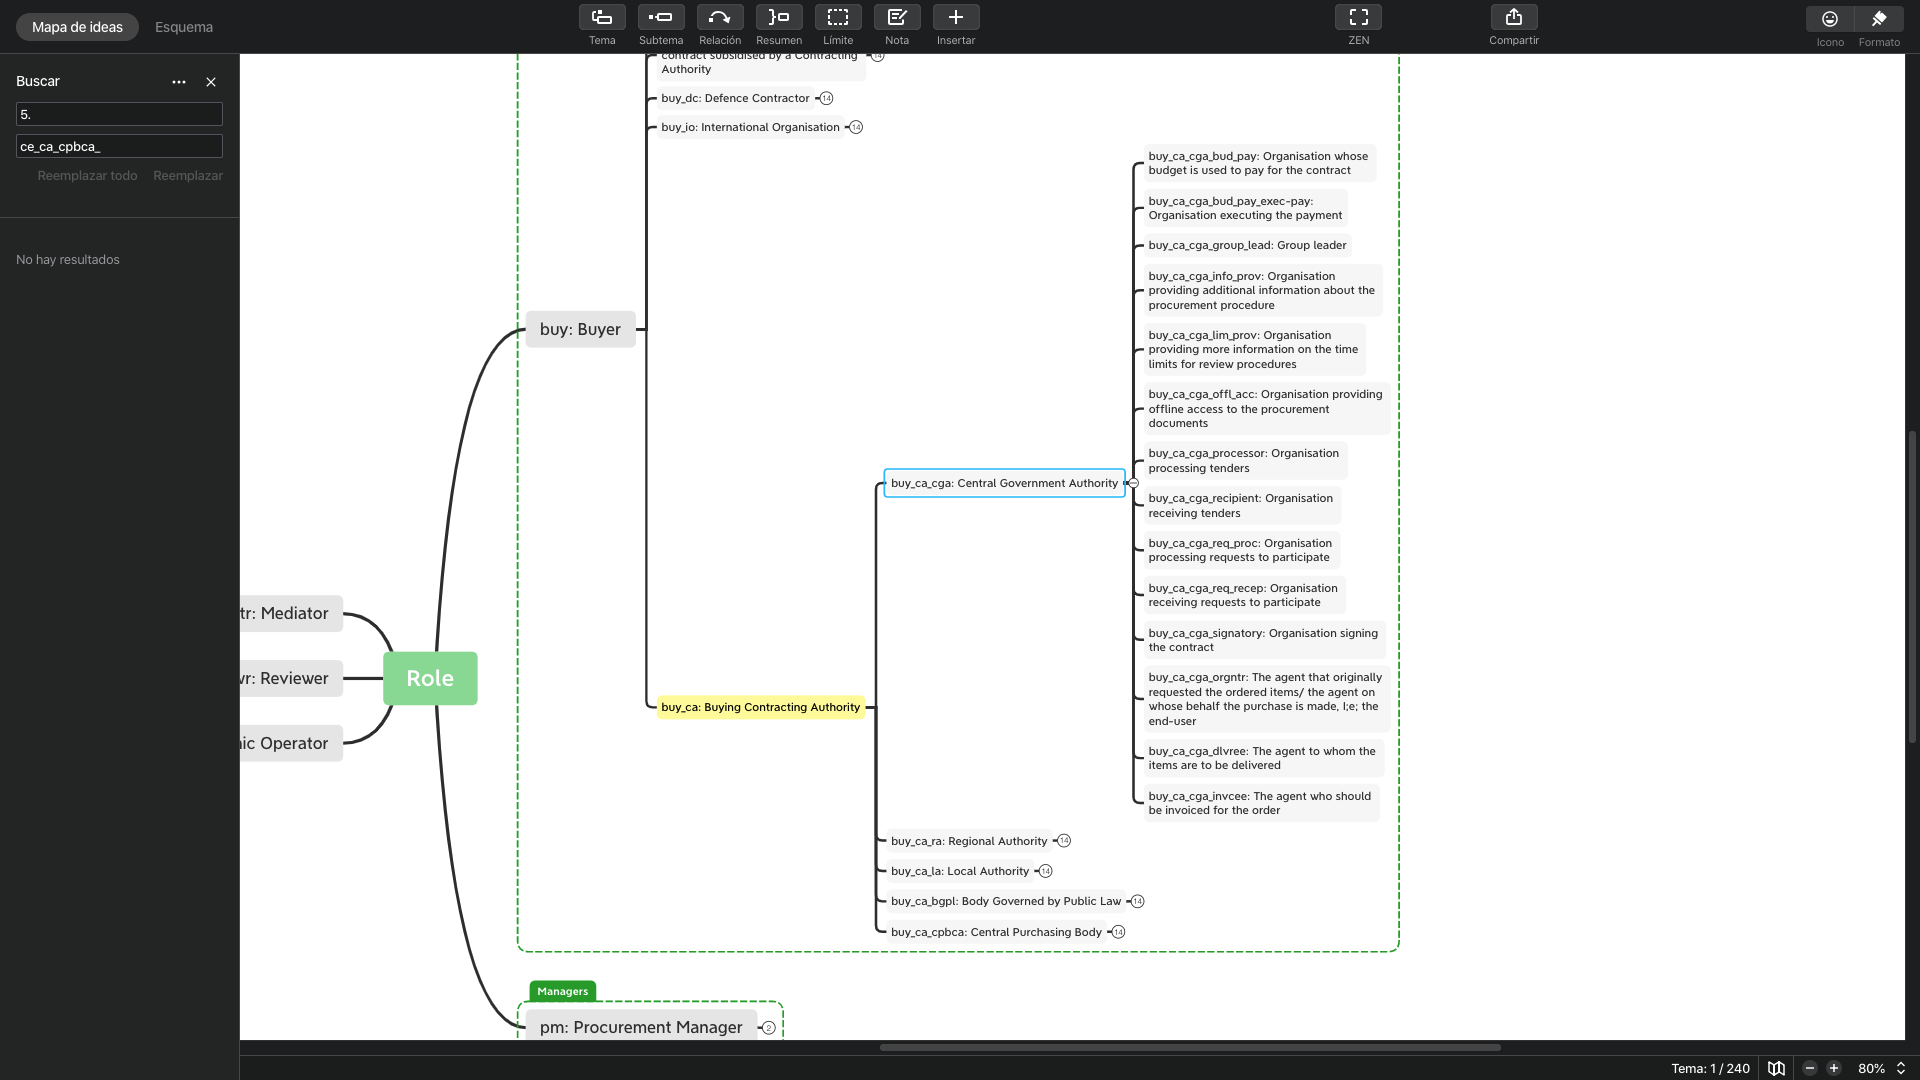 Mapa de ideas
Esquema
Tema
Subtema
Relación
Resumen
Límite
Nota
Insertar
ZEN
Compartir
Icono
Formato
Buscar
5.
ce_ca_cpbca_
Reemplazar todo
Reemplazar
No hay resultados
contract subsidised by a Contracting
Authority
14
buy_dc: Defence Contractor
14
buy_io: International Organisation
14
buy: Buyer
buy_ca_cga_bud_pay: Organisation whose
budget is used to pay for the contract
buy_ca_cga_bud_pay_exec-pay:
Organisation executing the payment
buy_ca_cga_group_lead: Group leader
buy_ca_cga_info_prov: Organisation
providing additional information about the
procurement procedure
buy_ca_cga_lim_prov: Organisation
providing more information on the time
limits for review procedures
buy_ca_cga_offl_acc: Organisation providing
offline access to the procurement
documents
buy_ca_cga_processor: Organisation
processing tenders
buy_ca_cga: Central Government Authority
buy_ca_cga_recipient: Organisation
receiving tenders
buy_ca_cga_req_proc: Organisation
processing requests to participate
buy_ca_cga_req_recep: Organisation
receiving requests to participate
buy_ca_cga_signatory: Organisation signing
the contract
buy_ca_cga_orgntr: The agent that originally
requested the ordered items/ the agent on
whose behalf the purchase is made, I;e; the
end-user
buy_ca_cga_dlvree: The agent to whom the
items are to be delivered
buy_ca_cga_invcee: The agent who should
be invoiced for the order
tr: Mediator
Role
vr: Reviewer
nic Operator
buy_ca: Buying Contracting Authority
buy_ca_ra: Regional Authority
14
buy_ca_la: Local Authority
14
buy_ca_bgpl: Body Governed by Public Law
14
buy_ca_cpbca: Central Purchasing Body
14
Managers
pm: Procurement Manager
2
Tema: 1 / 240
80%